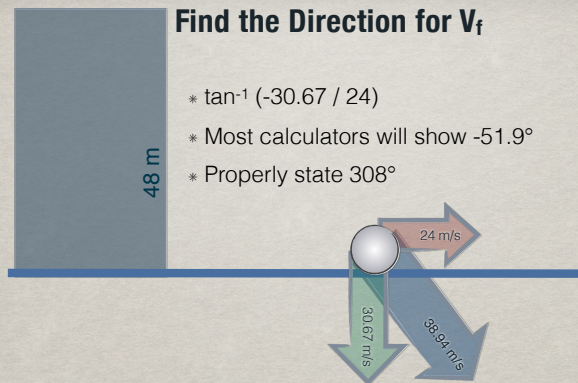 Find the Direction for Vf
* tan⁻¹ (-30.67 / 24)
* Most calculators will show -51.9°
* Properly state 308°
48 m
24 m/s
30.67 m/s
38.94 m/s